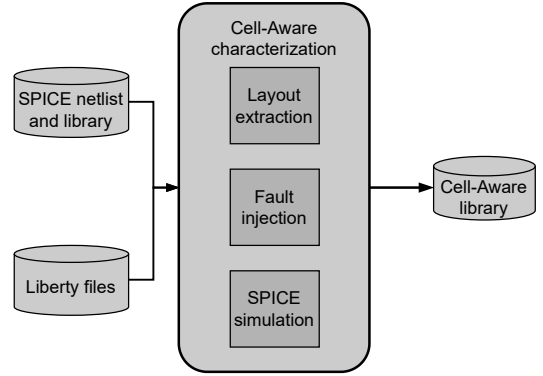 Cell-Aware
characterization
SPICE netlist
and library
Liberty files
Layout
extraction
Fault
injection
SPICE
simulation
Cell-Aware
library